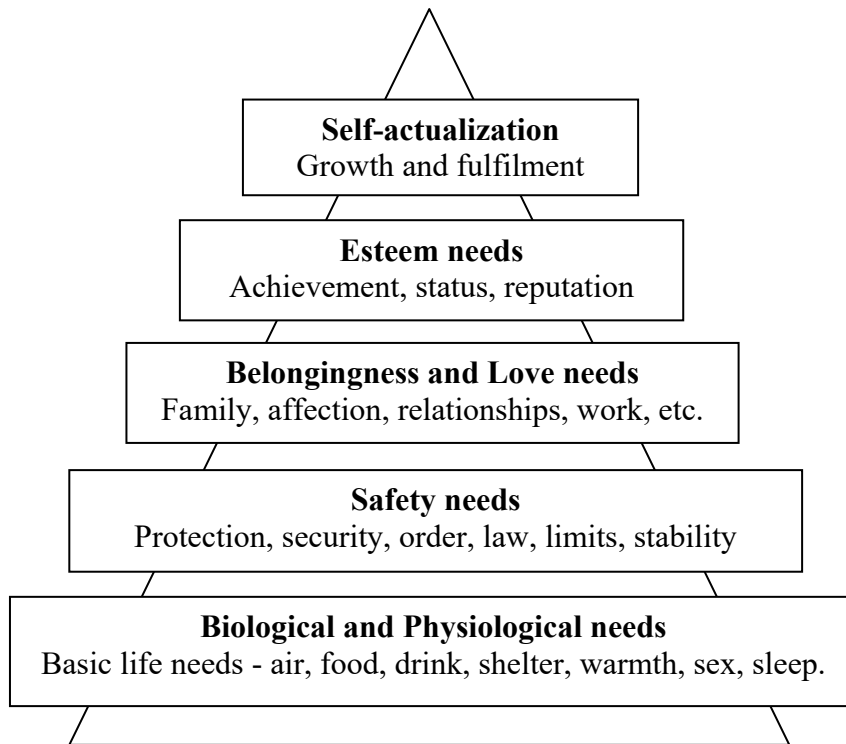 Self-actualization
Growth and fulfilment
Esteem needs
Achievement, status, reputation
Belongingness and Love needs
Family, affection, relationships, work, etc.
Safety needs
Protection, security, order, law, limits, stability
Biological and Physiological needs
Basic life needs - air, food, drink, shelter, warmth, sex, sleep.